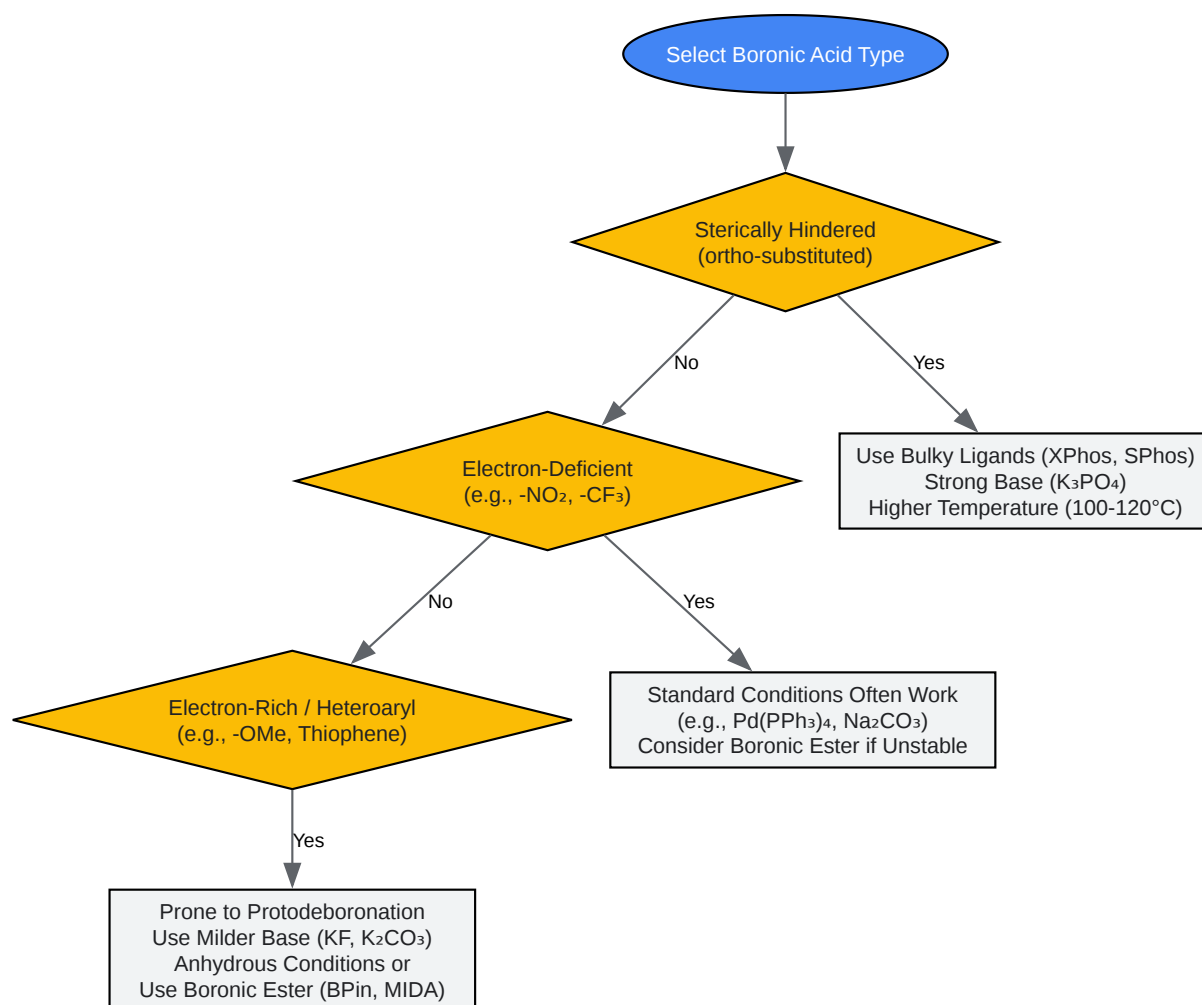 Select Boronic Acid Type
Sterically Hindered
(ortho-substituted)
No
Yes
Electron-Deficient
(e.g., -NO₂, -CF₃)
Use Bulky Ligands (XPhos, SPhos)
Strong Base (K₃PO₄)
Higher Temperature (100-120°C)
No
Yes
Electron-Rich / Heteroaryl
(e.g., -OMe, Thiophene)
Standard Conditions Often Work
(e.g., Pd(PPh₃)₄, Na₂CO₃)
Consider Boronic Ester if Unstable
Yes
Prone to Protodeboronation
Use Milder Base (KF, K₂CO₃)
Anhydrous Conditions or
Use Boronic Ester (BPin, MIDA)